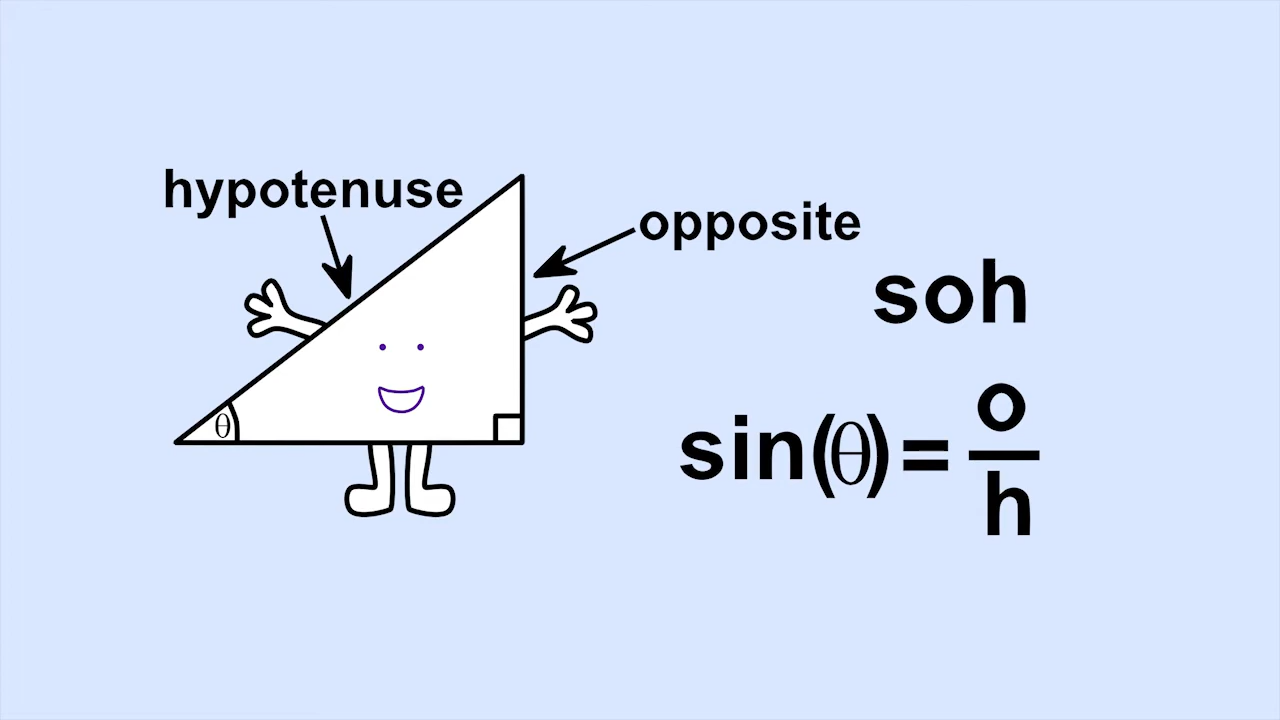 hypotenuse
opposite
soh
θ
sin(θ)=o/h